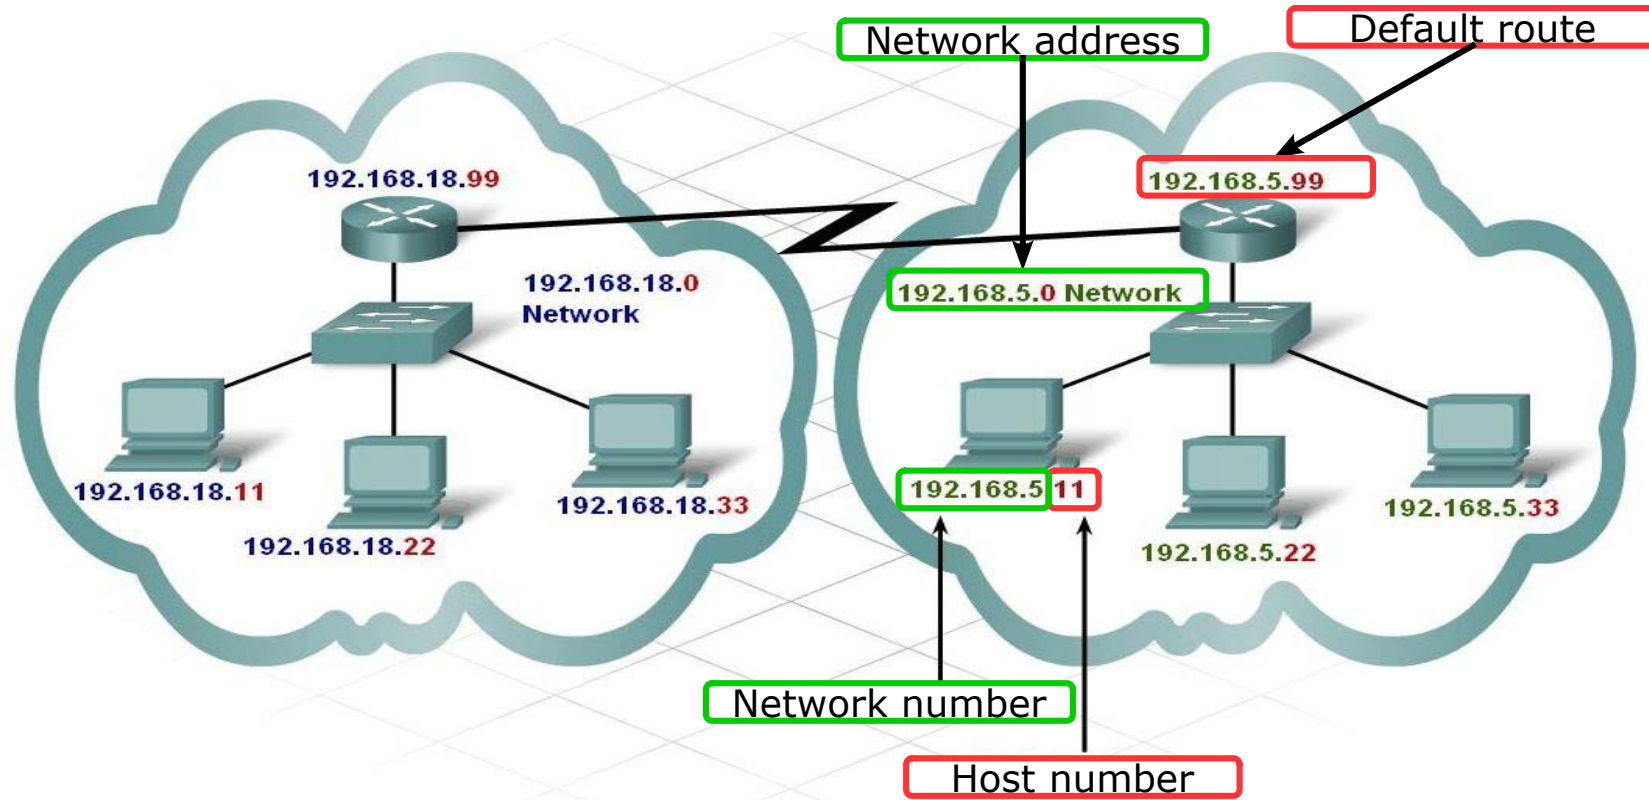 Network address
Default route
192.168.18.99
192.168.5.99
192.168.18.0
Network
192.168.5.0 Network
192.168.18.11
192.168.18.22
192.168.18.33
192.168.5 11
192.168.5.22
192.168.5.33
Network number
Host number